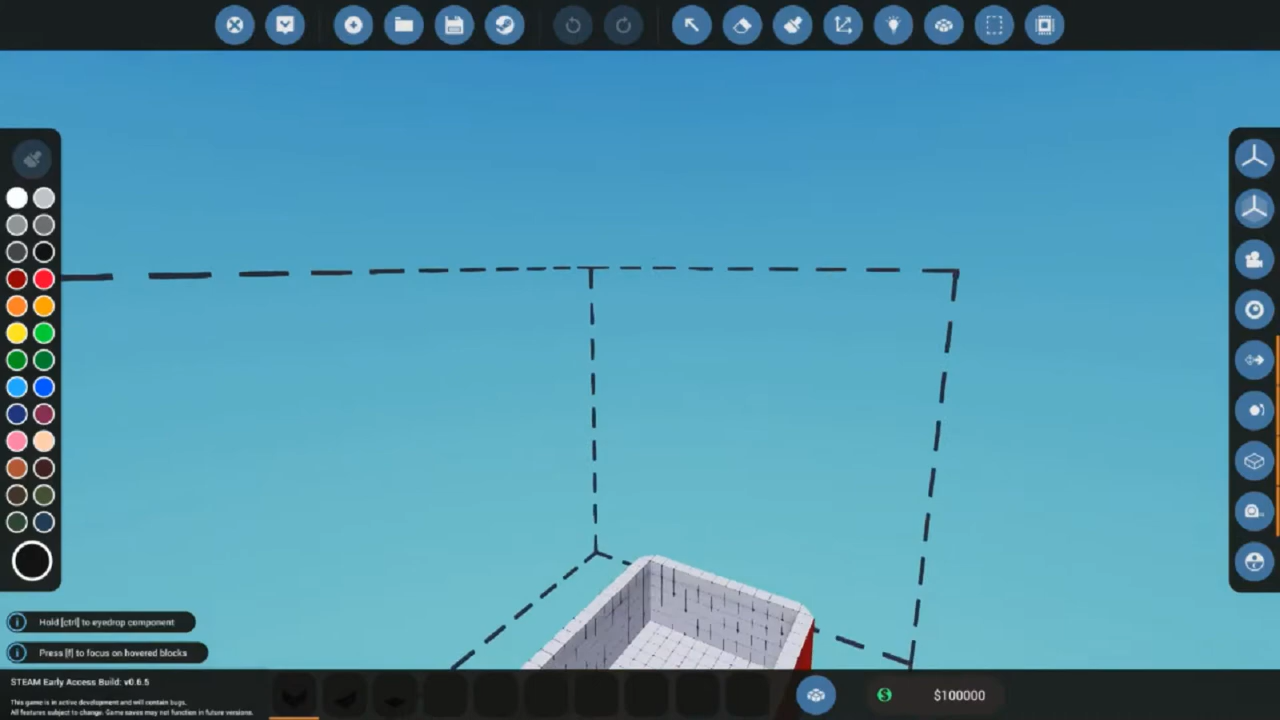 Hold [ctrl] to eyedrop component
Press [f] to focus on hovered blocks
STEAM Early Access Build: v0.6.5
This game is in active development and will contain bugs.
All features subject to change. Game saves may not function in future versions.
$100000